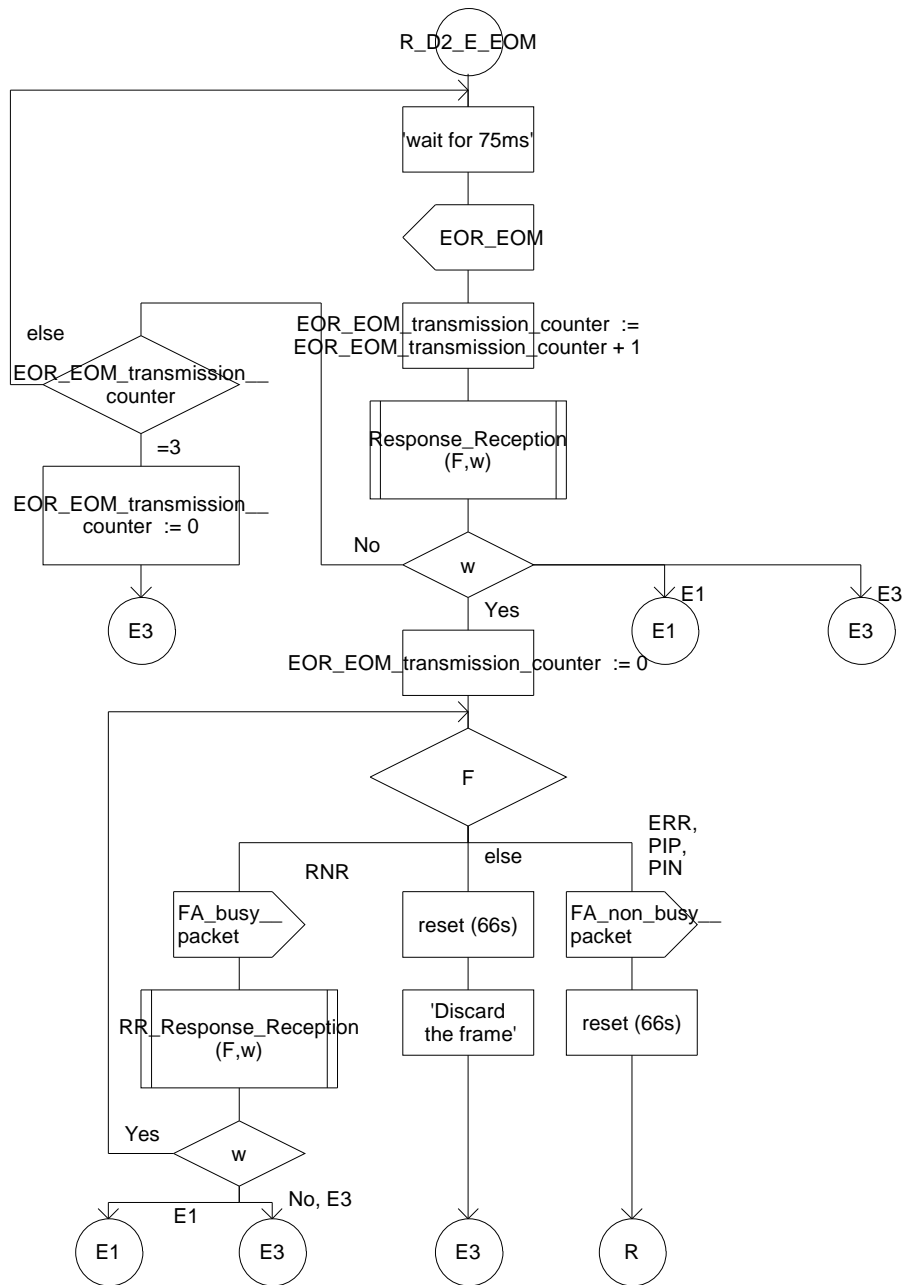 R_D2_E_EOM
'wait for 75ms'
EOR_EOM
EOR_EOM_transmission_counter :=
EOR_EOM_transmission_counter + 1
else
EOR_EOM_transmission__
counter
=3
Response_Reception
(F,w)
EOR_EOM_transmission__
counter := 0
No
w
E1
E3
Yes
E3
E1
E3
EOR_EOM_transmission_counter := 0
F
ERR,
PIP,
PIN
else
RNR
FA_busy__
packet
reset (66s)
FA_non_busy__
packet
RR_Response_Reception
(F,w)
'Discard
the frame'
reset (66s)
Yes
w
No, E3
E1
E1
E3
E3
R